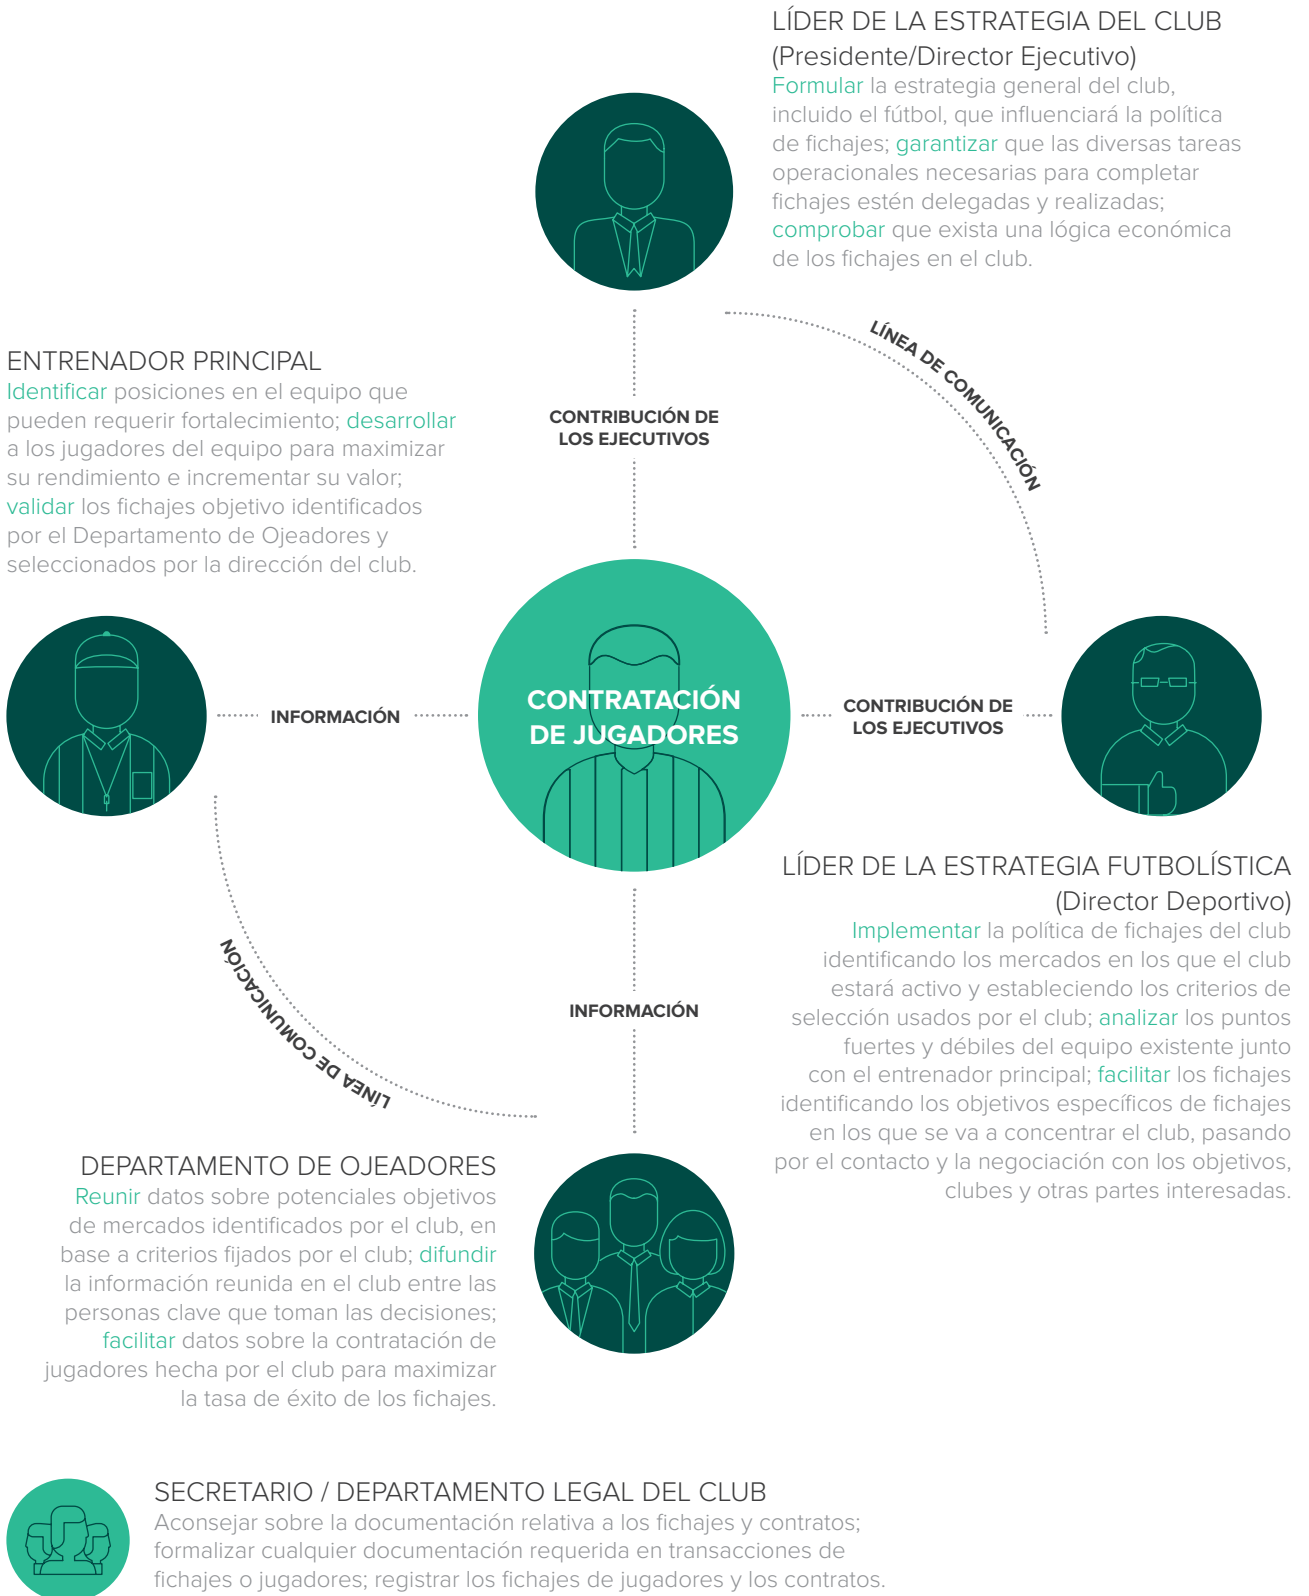 LÍDER DE LA ESTRATEGIA DEL CLUB
(Presidente/Director Ejecutivo)
Formular la estrategia general del club,
incluido el fútbol, que influenciará la política
de fichajes; garantizar que las diversas tareas
operacionales necesarias para completar
fichajes estén delegadas y realizadas;
comprobar que exista una lógica económica
de los fichajes en el club.
LÍNEA DE COMUNICACIÓN
ENTRENADOR PRINCIPAL
Identificar posiciones en el equipo que
pueden requerir fortalecimiento; desarrollar
a los jugadores del equipo para maximizar
su rendimiento e incrementar su valor;
validar los fichajes objetivo identificados
por el Departamento de Ojeadores y
seleccionados por la dirección del club.
CONTRIBUCIÓN DE
LOS EJECUTIVOS
INFORMACIÓN
CONTRATACIÓN
DE JUGADORES
CONTRIBUCIÓN DE
LOS EJECUTIVOS
LÍDER DE LA ESTRATEGIA FUTBOLÍSTICA
(Director Deportivo)
Implementar la política de fichajes del club
identificando los mercados en los que el club
estará activo y estableciendo los criterios de
selección usados por el club; analizar los puntos
fuertes y débiles del equipo existente junto
con el entrenador principal; facilitar los fichajes
identificando los objetivos específicos de fichajes
en los que se va a concentrar el club, pasando
por el contacto y la negociación con los objetivos,
clubes y otras partes interesadas.
INFORMACIÓN
LÍNEA DE COMUNICACIÓN
DEPARTAMENTO DE OJEADORES
Reunir datos sobre potenciales objetivos
de mercados identificados por el club, en
base a criterios fijados por el club; difundir
la información reunida en el club entre las
personas clave que toman las decisiones;
facilitar datos sobre la contratación de
jugadores hecha por el club para maximizar
la tasa de éxito de los fichajes.
SECRETARIO / DEPARTAMENTO LEGAL DEL CLUB
Aconsejar sobre la documentación relativa a los fichajes y contratos;
formalizar cualquier documentación requerida en transacciones de
fichajes o jugadores; registrar los fichajes de jugadores y los contratos.